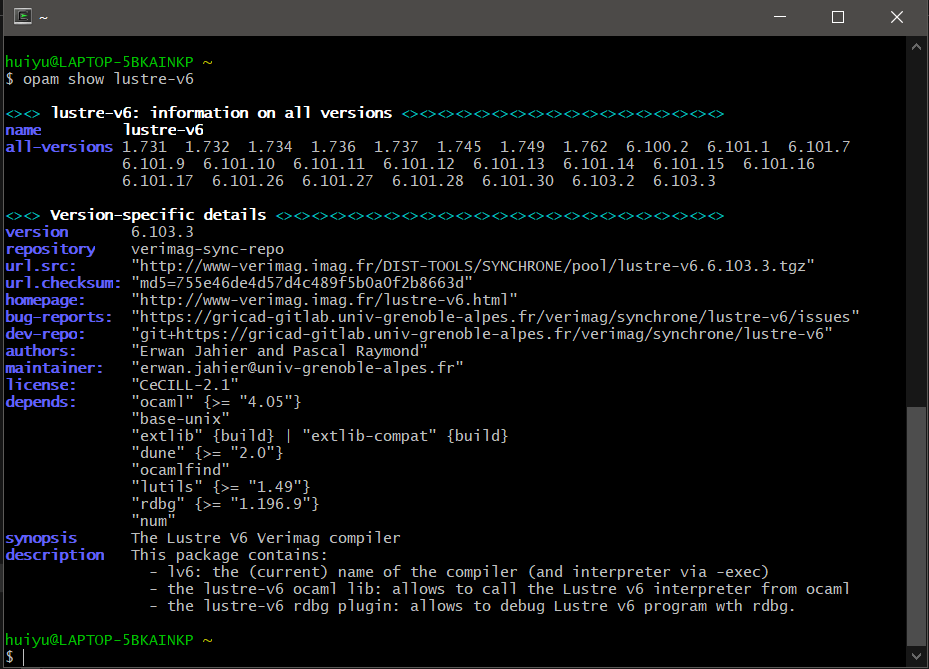 ~
huiyu@LAPTOP-5BKAINKP ~
$ opam show lustre-v6
<><> lustre-v6: information on all versions <><><><><><><><><><><><><><><><><><>
name lustre-v6
all-versions 1.731 1.732 1.734 1.736 1.737 1.745 1.749 1.762 6.100.2 6.101.1 6.101.7
6.101.9 6.101.10 6.101.11 6.101.12 6.101.13 6.101.14 6.101.15 6.101.16
6.101.17 6.101.26 6.101.27 6.101.28 6.101.30 6.103.2 6.103.3
<><> Version-specific details <><><><><><><><><><><><><><><><><><><><><><><><><>
version 6.103.3
repository verimag-sync-repo
url.src: "http://www-verimag.imag.fr/DIST-TOOLS/SYNCHRONE/pool/lustre-v6.6.103.3.tgz"
url.checksum: "md5=755e46de4d57d4c489f5b0a0f2b8663d"
homepage: "http://www-verimag.imag.fr/lustre-v6.html"
bug-reports: "https://gricad-gitlab.univ-grenoble-alpes.fr/verimag/synchrone/lustre-v6/issues"
dev-repo: "git+https://gricad-gitlab.univ-grenoble-alpes.fr/verimag/synchrone/lustre-v6"
authors: "Erwan Jahier and Pascal Raymond"
maintainer: "erwan.jahier@univ-grenoble-alpes.fr"
license: "CeCILL-2.1"
depends: "ocaml" {>= "4.05"}
"base-unix"
"extlib" {build} | "extlib-compat" {build}
"dune" {>= "2.0"}
"ocamlfind"
"lutils" {>= "1.49"}
"rdbg" {>= "1.196.9"}
"num"
synopsis The Lustre V6 Verimag compiler
description This package contains:
- lv6: the (current) name of the compiler (and interpreter via -exec)
- the lustre-v6 ocaml lib: allows to call the Lustre v6 interpreter from ocaml
- the lustre-v6 rdbg plugin: allows to debug Lustre v6 program wth rdbg.
huiyu@LAPTOP-5BKAINKP ~
$